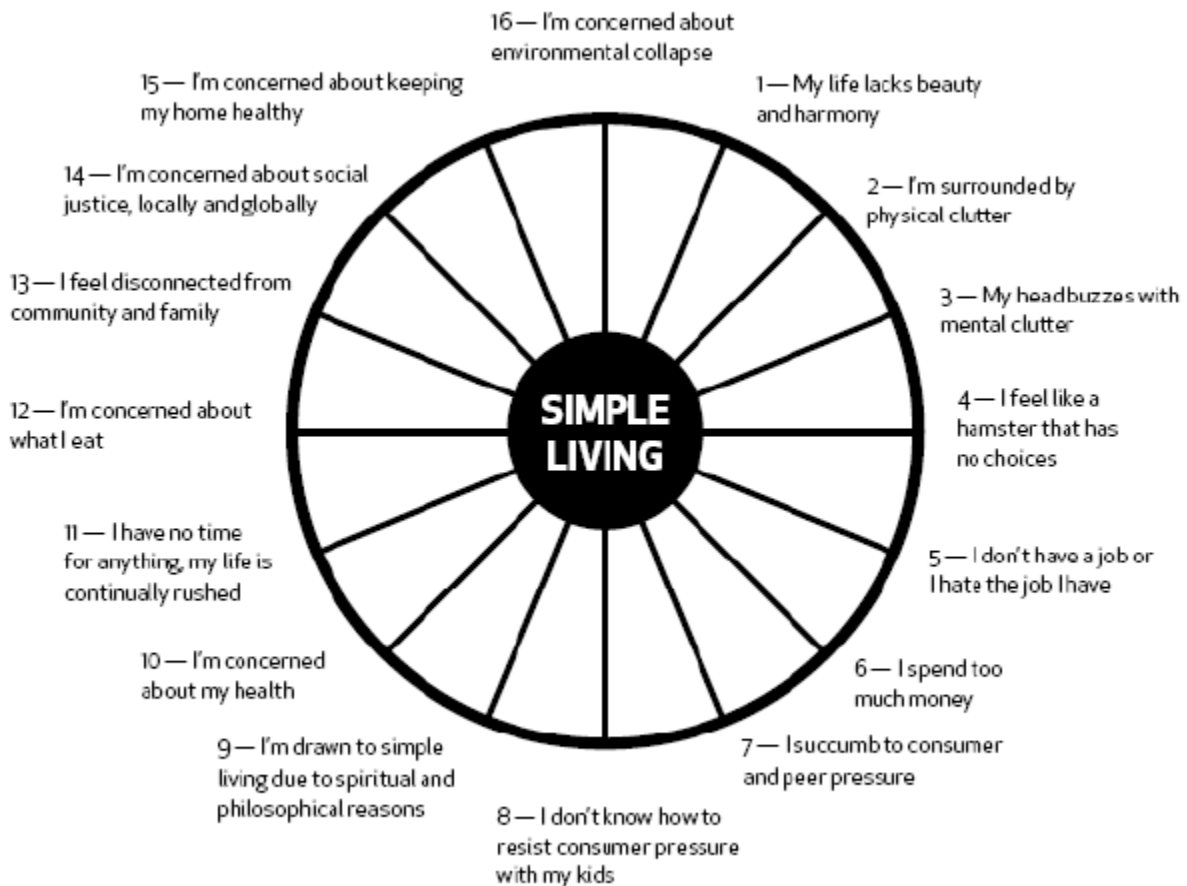 16 — I'm concerned about
environmental collapse
1 — My life lacks beauty
and harmony
2 — I'm surrounded by
physical clutter
3 — My head buzzes with
mental clutter
4 — I feel like a
hamster that has
no choices
5 — I don't have a job or
I hate the job I have
6 — I spend too
much money
7 — I succumb to consumer
and peer pressure
8 — I don't know how to
resist consumer pressure
with my kids
9 — I'm drawn to simple
living due to spiritual and
philosophical reasons
10 — I'm concerned
about my health
11 — I have no time
for anything, my life is
continually rushed
12 — I'm concerned about
what I eat
13 — I feel disconnected from
community and family
14 — I'm concerned about social
justice, locally and globally
15 — I'm concerned about keeping
my home healthy
SIMPLE
LIVING